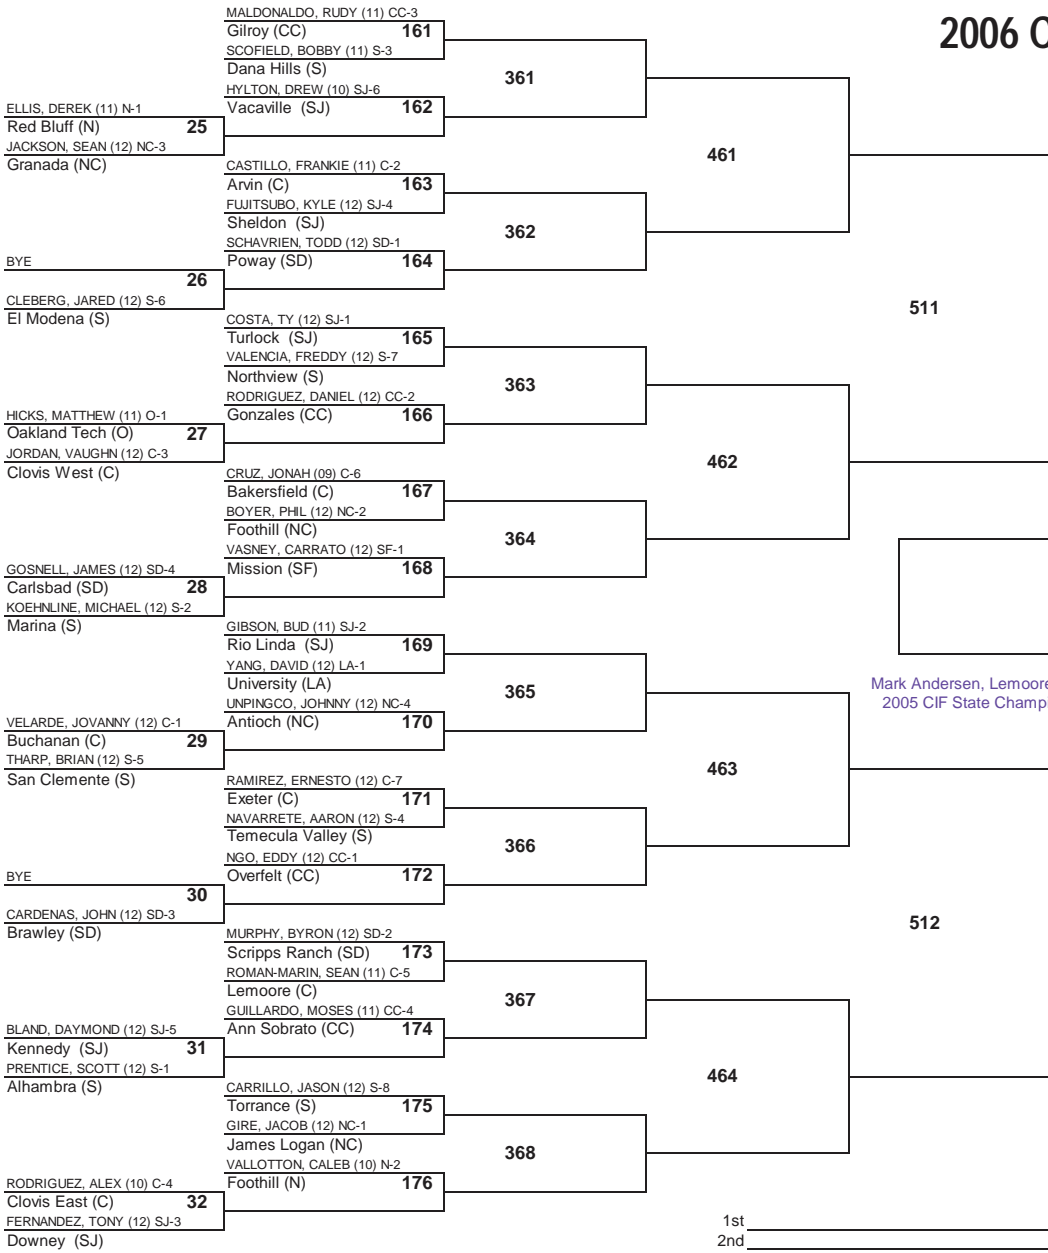 2006 C
MALDONALDO, RUDY (11) CC-3
Gilroy (CC) 161
SCOFIELD, BOBBY (11) S-3
Dana Hills (S)
361
HYLTON, DREW (10) SJ-6
Vacaville (SJ) 162
ELLIS, DEREK (11) N-1
Red Bluff (N) 25
JACKSON, SEAN (12) NC-3
Granada (NC)
461
CASTILLO, FRANKIE (11) C-2
Arvin (C) 163
FUJITSUBO, KYLE (12) SJ-4
Sheldon (SJ)
362
SCHAVRIEN, TODD (12) SD-1
Poway (SD) 164
BYE
26
CLEBERG, JARED (12) S-6
El Modena (S)
511
COSTA, TY (12) SJ-1
Turlock (SJ) 165
VALENCIA, FREDDY (12) S-7
Northview (S)
363
RODRIGUEZ, DANIEL (12) CC-2
Gonzales (CC) 166
HICKS, MATTHEW (11) O-1
Oakland Tech (O) 27
JORDAN, VAUGHN (12) C-3
Clovis West (C)
462
CRUZ, JONAH (09) C-6
Bakersfield (C) 167
BOYER, PHIL (12) NC-2
Foothill (NC)
364
VASNEY, CARRATO (12) SF-1
Mission (SF) 168
GOSNELL, JAMES (12) SD-4
Carlsbad (SD) 28
KOEHNLINE, MICHAEL (12) S-2
Marina (S)
GIBSON, BUD (11) SJ-2
Rio Linda (SJ) 169
YANG, DAVID (12) LA-1
University (LA)
365
Mark Andersen, Lemoore
2005 CIF State Champi
UNPINGCO, JOHNNY (12) NC-4
Antioch (NC) 170
VELARDE, JOVANNY (12) C-1
Buchanan (C) 29
THARP, BRIAN (12) S-5
San Clemente (S)
463
RAMIREZ, ERNESTO (12) C-7
Exeter (C) 171
NAVARRETE, AARON (12) S-4
Temecula Valley (S)
366
NGO, EDDY (12) CC-1
Overfelt (CC) 172
BYE
30
CARDENAS, JOHN (12) SD-3
Brawley (SD)
512
MURPHY, BYRON (12) SD-2
Scripps Ranch (SD) 173
ROMAN-MARIN, SEAN (11) C-5
Lemoore (C)
367
GUILLARDO, MOSES (11) CC-4
Ann Sobrato (CC) 174
BLAND, DAYMOND (12) SJ-5
Kennedy (SJ) 31
PRENTICE, SCOTT (12) S-1
Alhambra (S)
464
CARRILLO, JASON (12) S-8
Torrance (S) 175
GIRE, JACOB (12) NC-1
James Logan (NC)
368
VALLOTTON, CALEB (10) N-2
Foothill (N) 176
RODRIGUEZ, ALEX (10) C-4
Clovis East (C) 32
FERNANDEZ, TONY (12) SJ-3
Downey (SJ)
1st
2nd